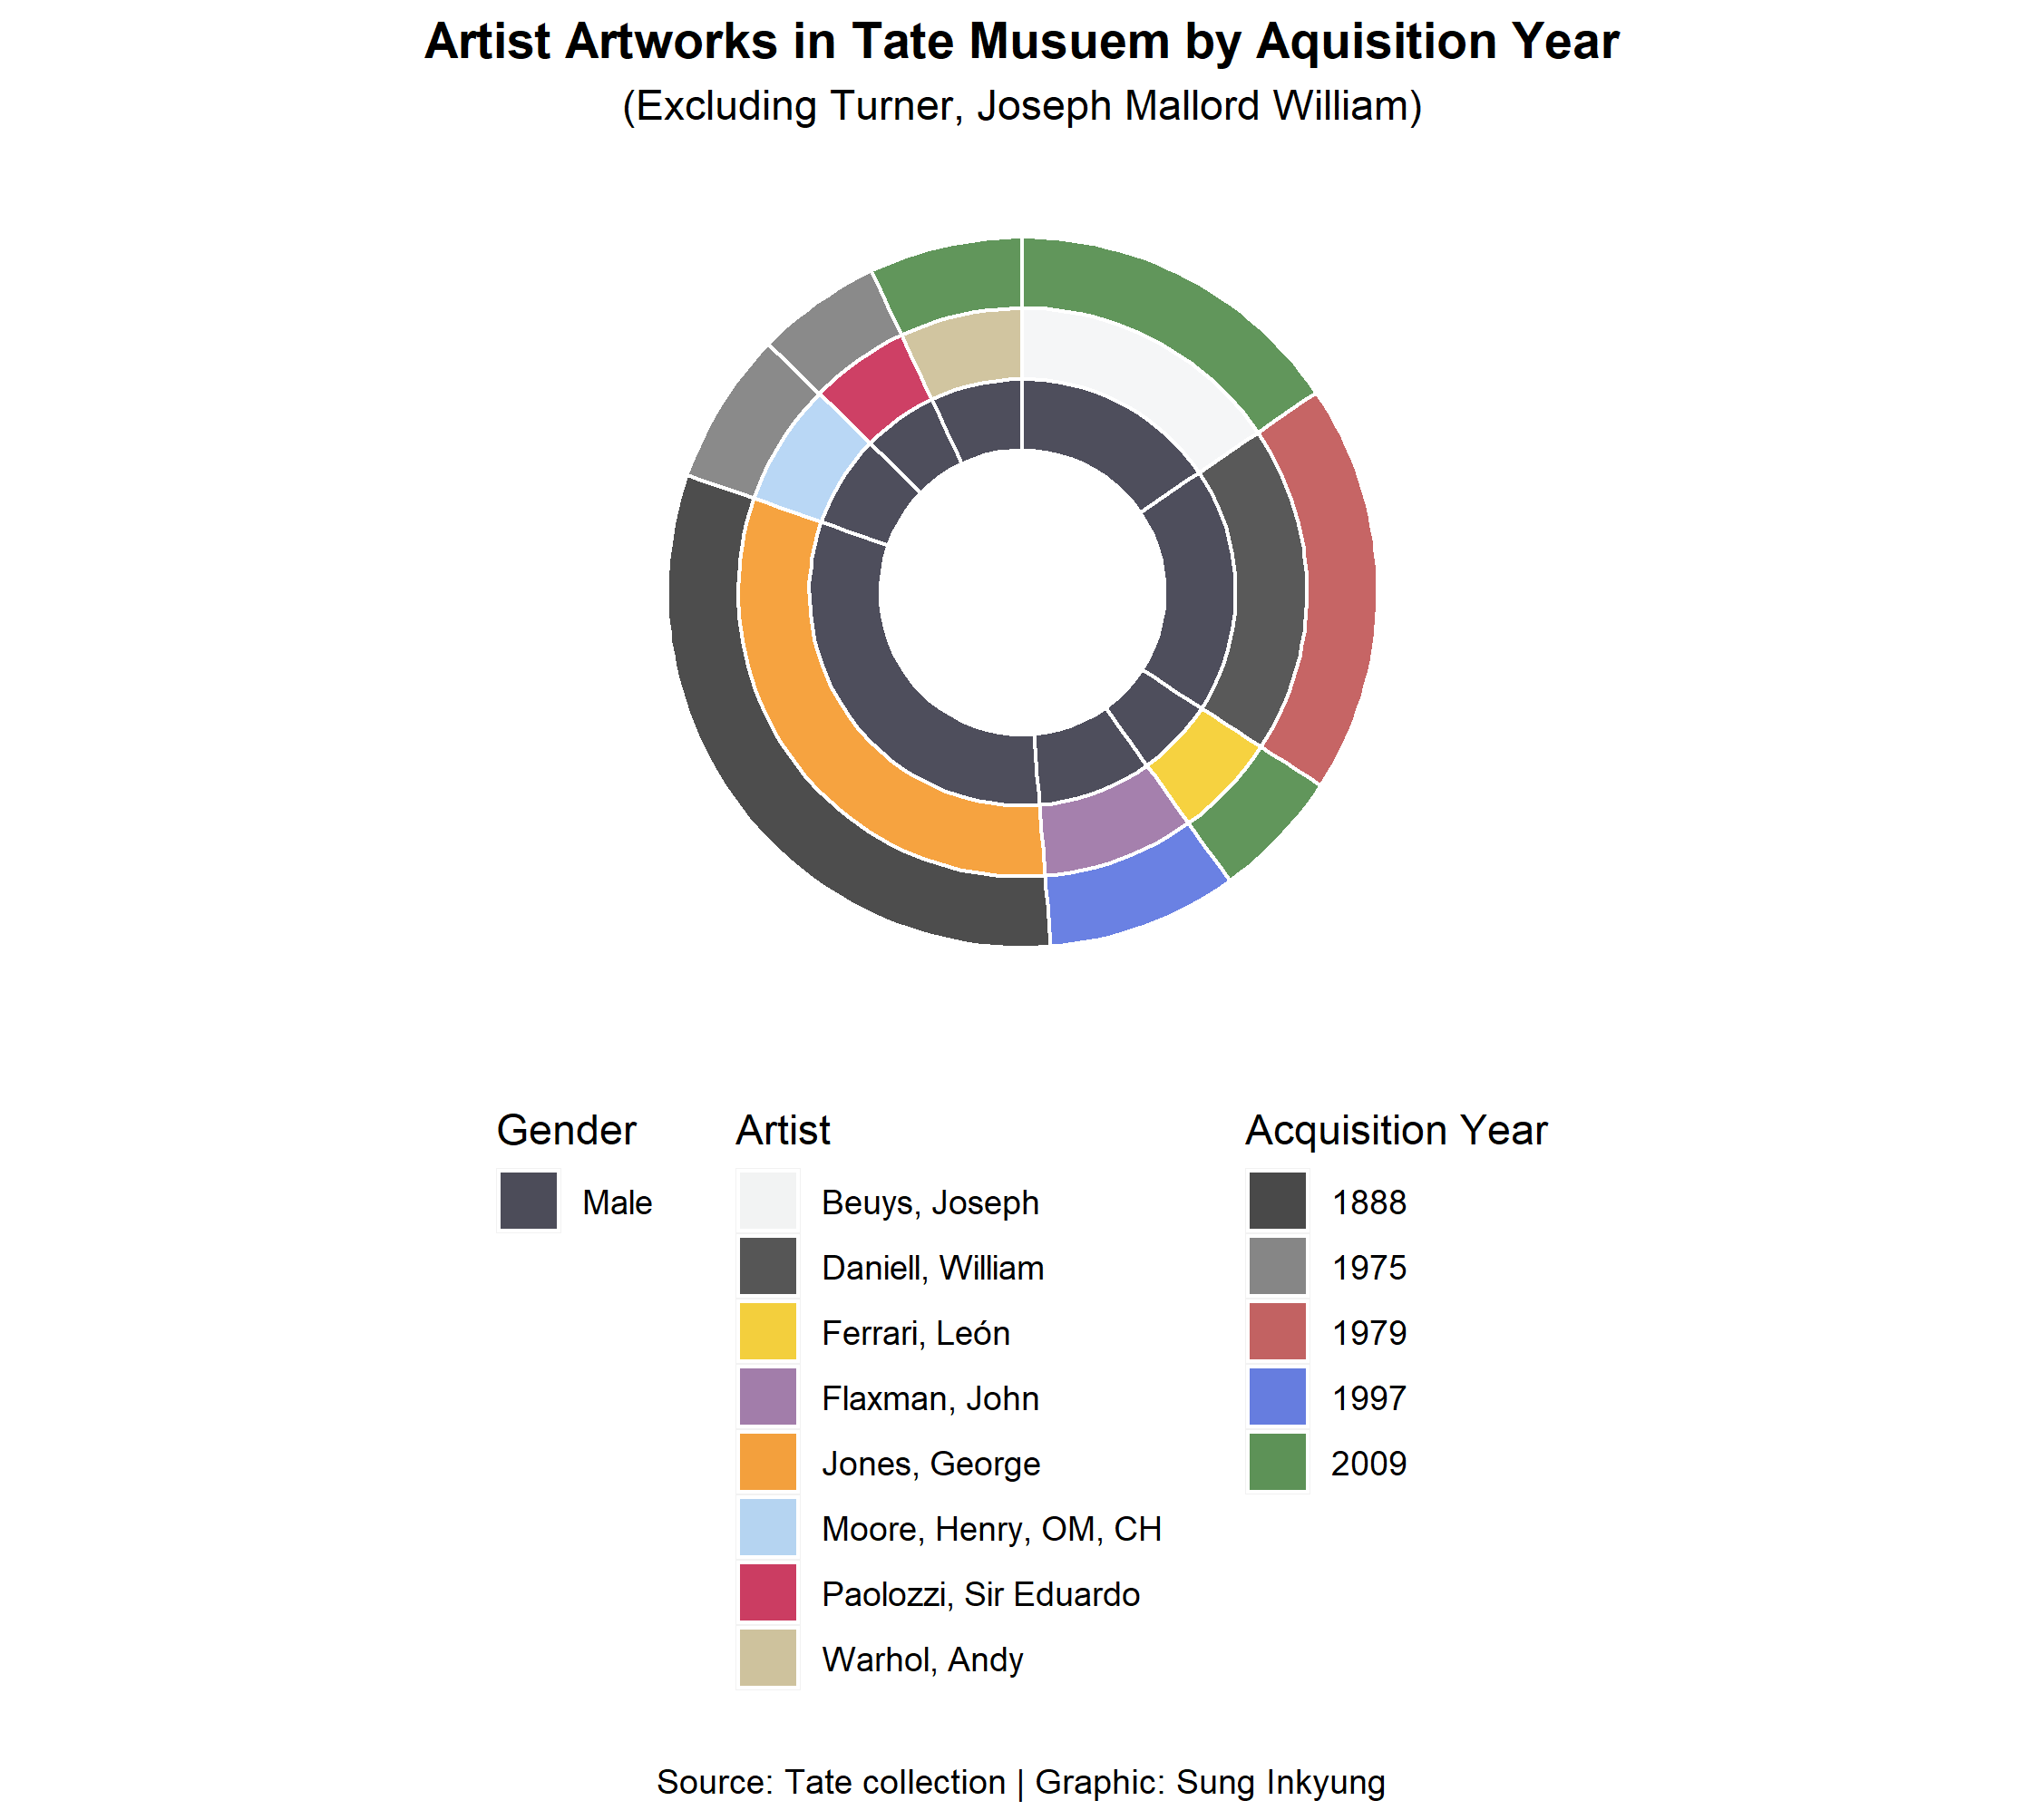 Artist Artworks in Tate Musuem by Aquisition Year
(Excluding Turner, Joseph Mallord William)
Gender
Male
Artist
Beuys, Joseph
Daniell, William
Ferrari, León
Flaxman, John
Jones, George
Moore, Henry, OM, CH
Paolozzi, Sir Eduardo
Warhol, Andy
Acquisition Year
1888
1975
1979
1997
2009
Source: Tate collection | Graphic: Sung Inkyung